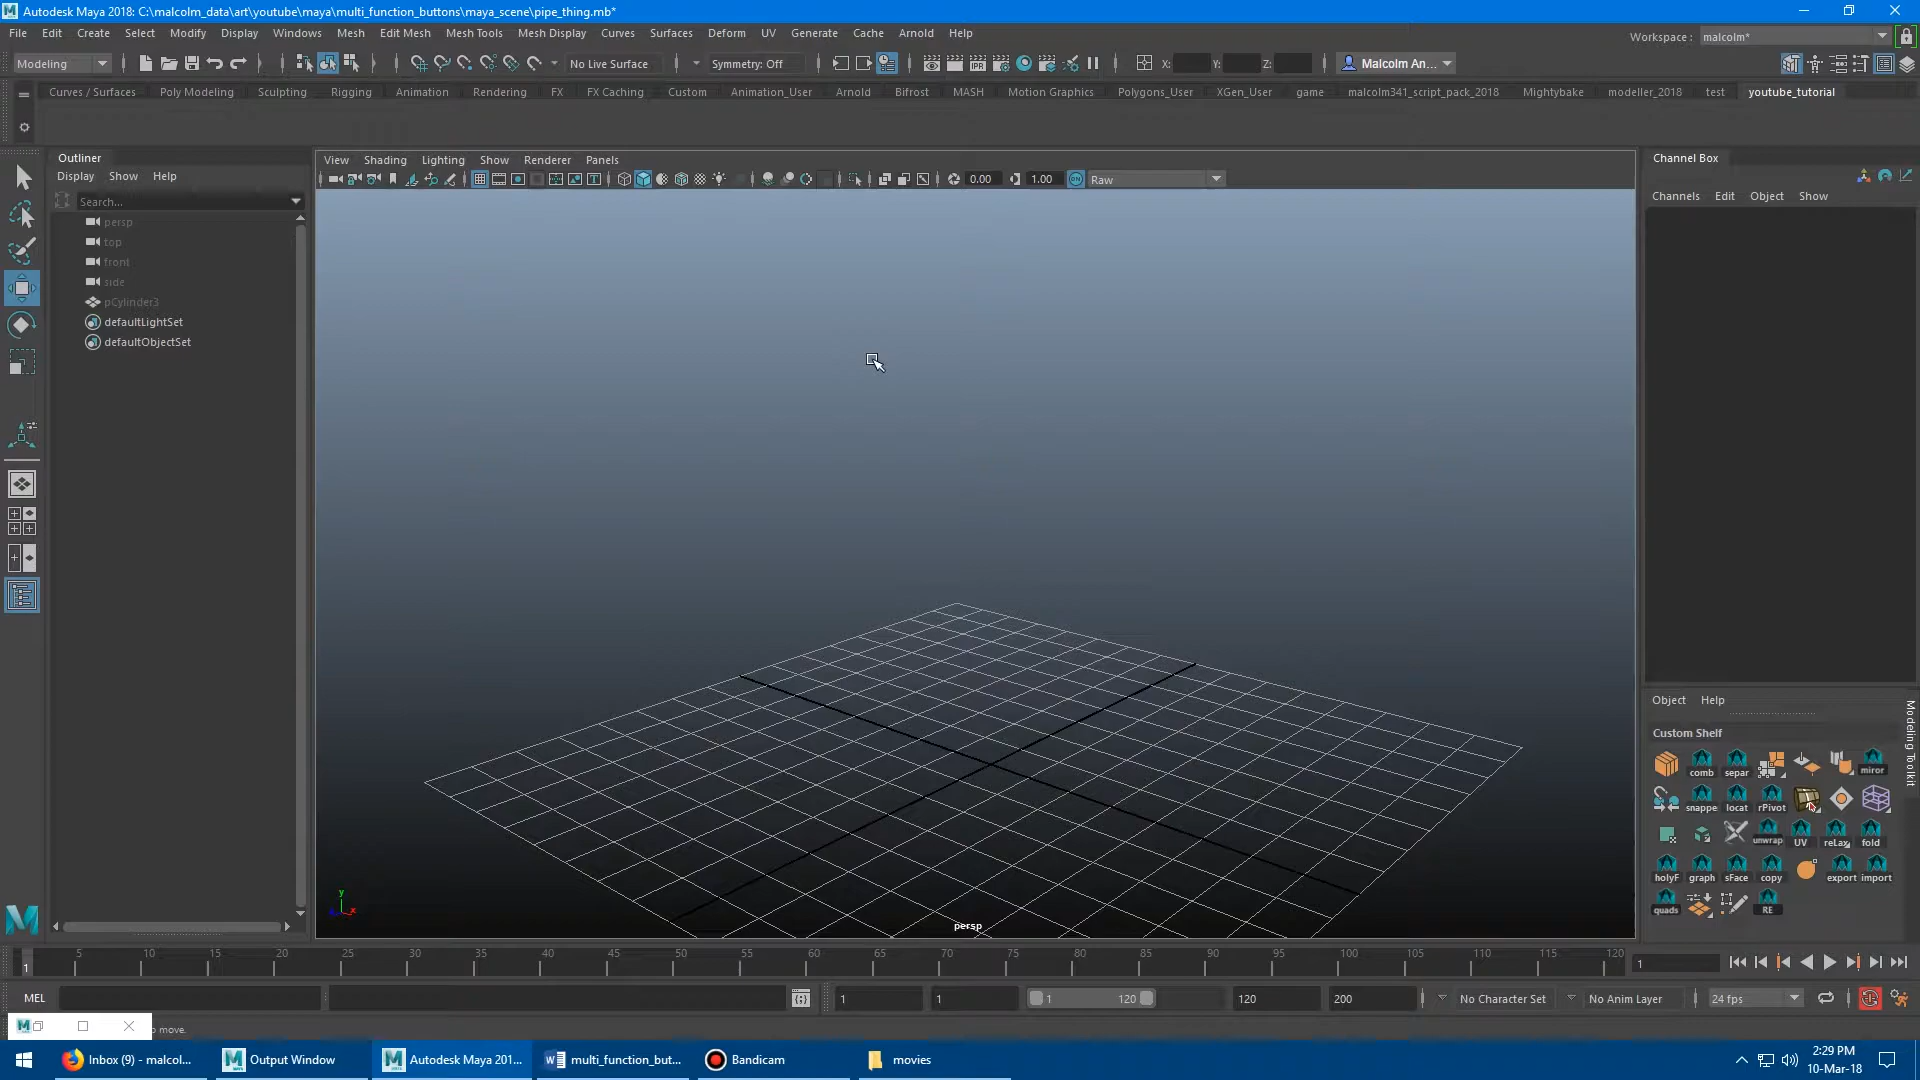 Autodesk Maya 2018: C:\malcolm_data\art\youtube\maya\multi_function_buttons\maya_scene\pipe_thing.mb*
File Edit Create Select Modify Display Windows Mesh Edit Mesh Mesh Tools Mesh Display Curves Surfaces Deform UV Generate Cache Arnold Help
Workspace : malcolm*
Modeling No Live Surface Symmetry: Off X: Y: Z: Malcolm An...
Curves / Surfaces Poly Modeling Sculpting Rigging Animation Rendering FX FX Caching Custom Animation_User Arnold Bifrost MASH Motion Graphics Polygons_User XGen_User game malcolm341_script_pack_2018 Mightybake modeller_2018 test youtube_tutorial
Outliner
Display Show Help
Search...
persp
top
front
side
pCylinder3
defaultLightSet
defaultObjectSet
View Shading Lighting Show Renderer Panels
0.00 1.00 ON Raw
persp
y
x
Channel Box
Channels Edit Object Show
Object Help
Modeling Toolkit
Custom Shelf
comb separ miror
snappe locat rPivot
unwrap UV reLax fold
holyF graph sFace copy export import
quads RE
5 10 15 20 25 30 35 40 45 50 55 60 65 70 75 80 85 90 95 100 105 110 115 120
1 1
MEL 1 1 1 120 120 200 No Character Set No Anim Layer 24 fps
o move.
Inbox (9) - malcol... Output Window Autodesk Maya 201... multi_function_but... Bandicam movies
2:29 PM
10-Mar-18